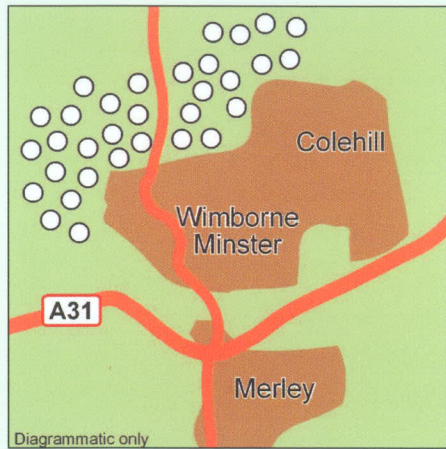 Colehill
Wimborne
Minster
A31
Merley
Diagrammatic only